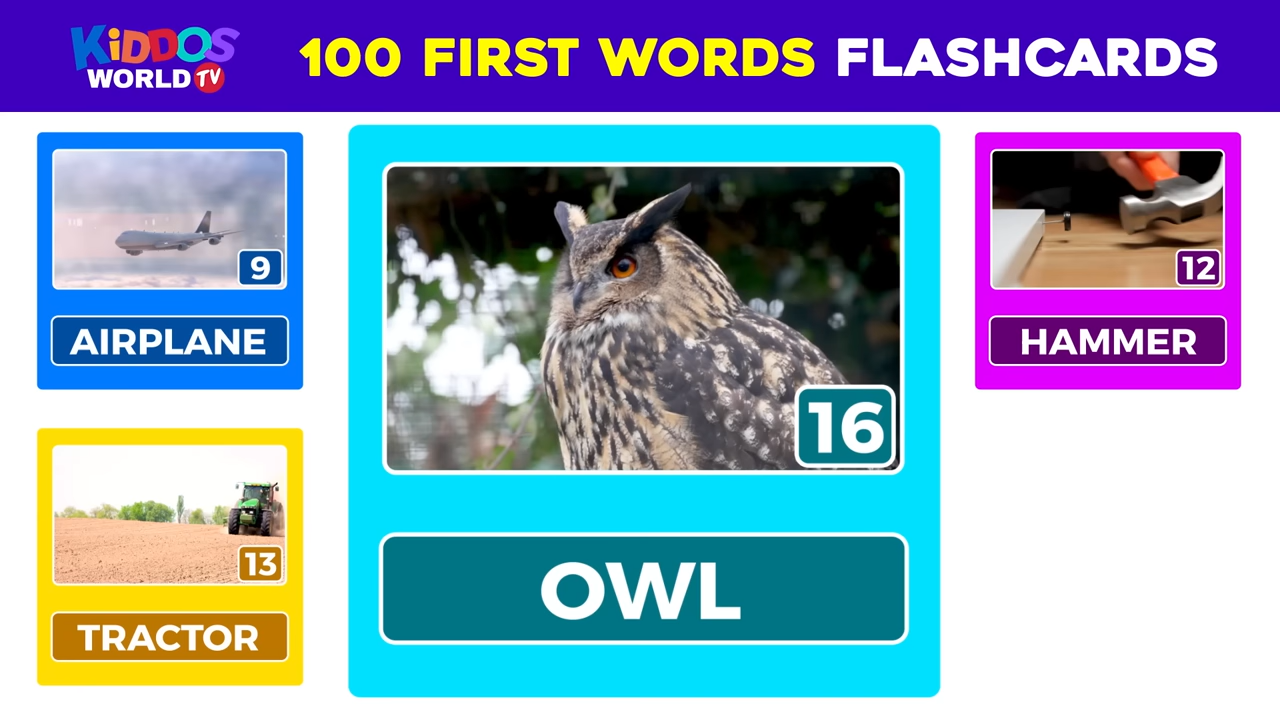 KiDDOS
WORLD TV
100 FIRST WORDS FLASHCARDS
9
AIRPLANE
16
OWL
12
HAMMER
13
TRACTOR